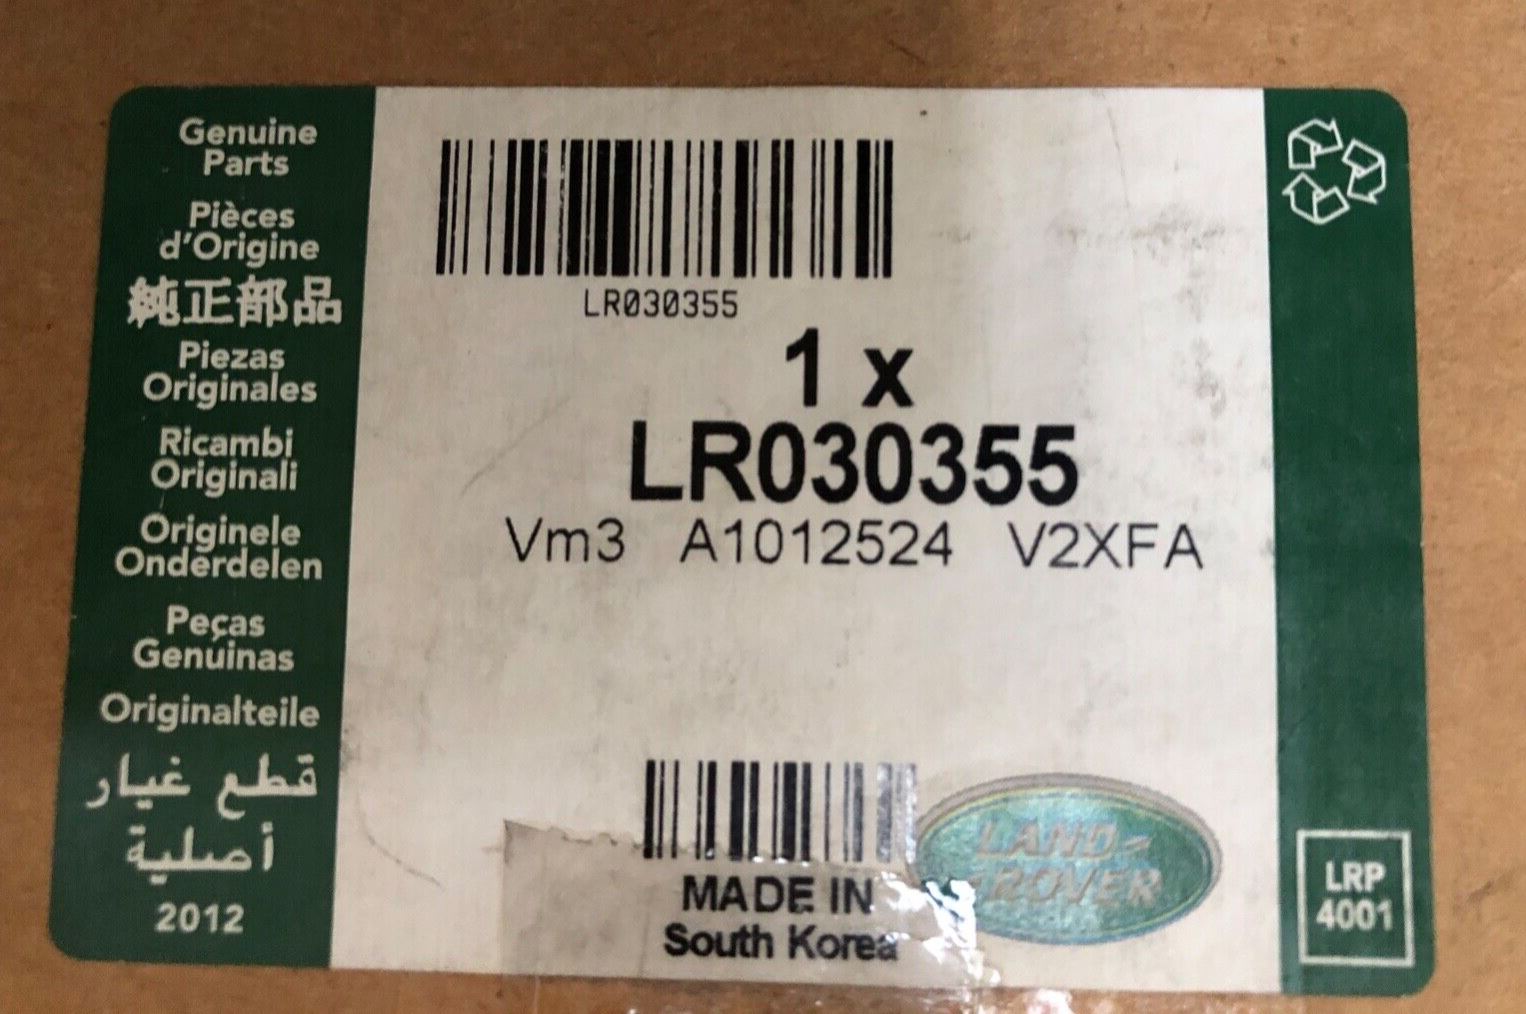 Genuine
Parts
Pièces
d'Origine
純正部品
Piezas
Originales
Ricambi
Originali
Originele
Onderdelen
Peças
Genuinas
Originalteile
قطع غيار
أصلية
2012
LR030355
1 x
LR030355
Vm3 A1012524 V2XFA
MADE IN
South Korea
LAND-
ROVER
LRP
4001